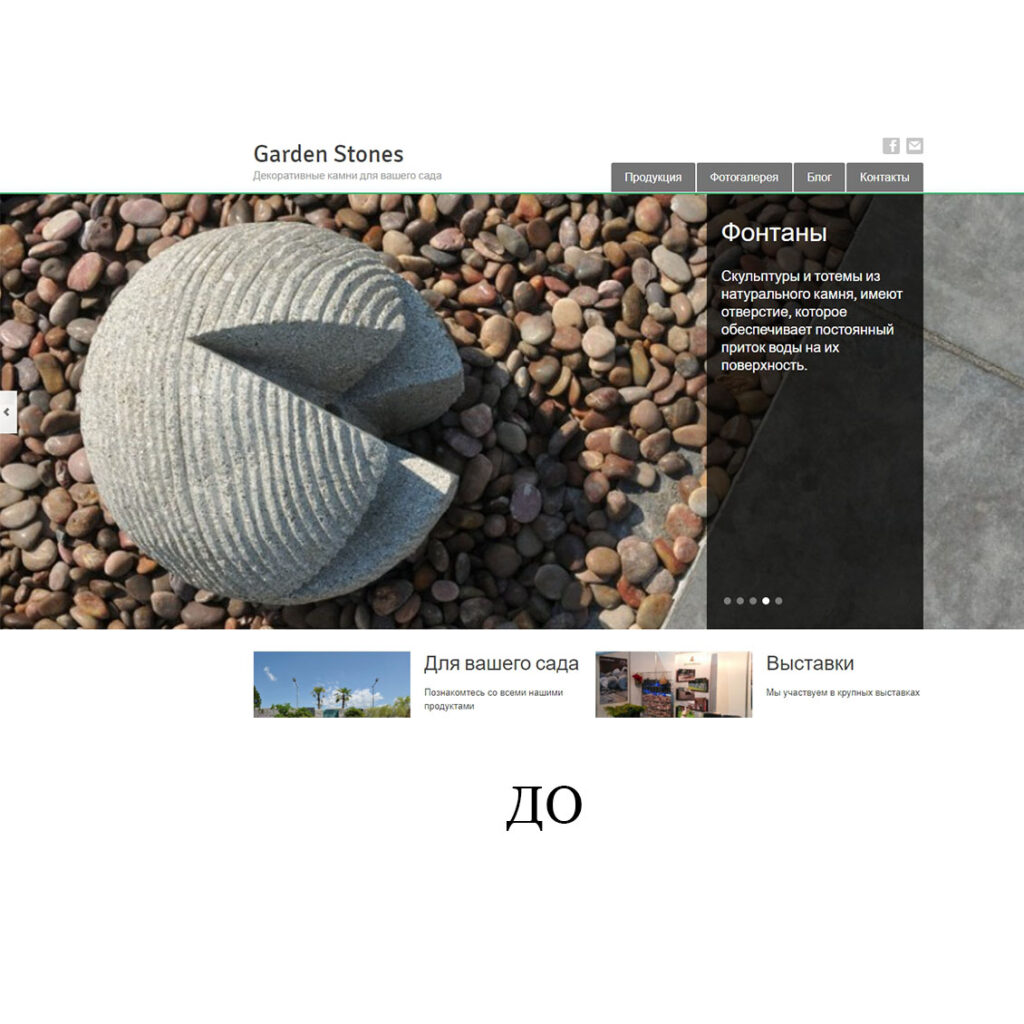 Garden Stones
Декоративные камни для вашего сада
Продукция Фотогалерея Блог Контакты
Фонтаны
Скульптуры и тотемы из
натурального камня, имеют
отверстие, которое
обеспечивает постоянный
приток воды на их
поверхность.
Для вашего сада
Познакомтесь со всеми нашими
продуктами
Выставки
Мы участвуем в крупных выставках
ДО